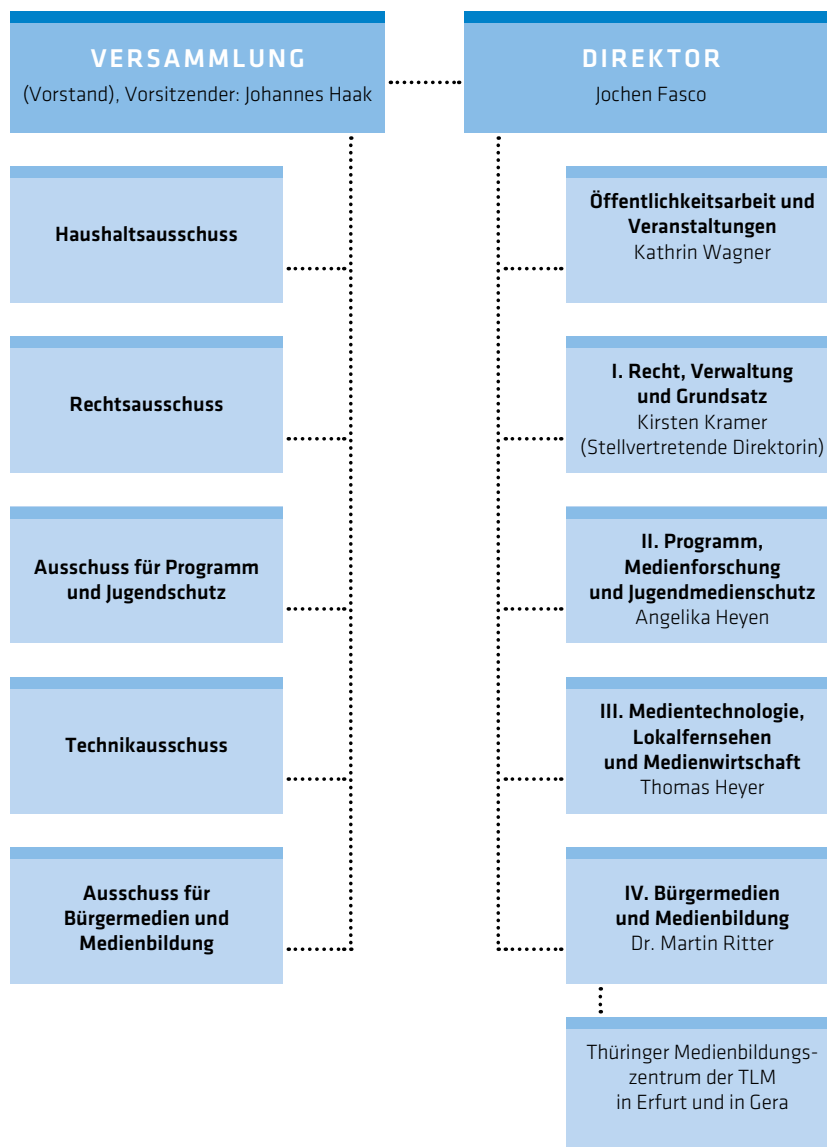 VERSAMMLUNG
(Vorstand), Vorsitzender: Johannes Haak
DIREKTOR
Jochen Fasco
Haushaltsausschuss
Rechtsausschuss
Ausschuss für Programm
und Jugendschutz
Technikausschuss
Ausschuss für
Bürgermedien und
Medienbildung
Öffentlichkeitsarbeit und
Veranstaltungen
Kathrin Wagner
I. Recht, Verwaltung
und Grundsatz
Kirsten Kramer
(Stellvertretende Direktorin)
II. Programm,
Medienforschung
und Jugendmedienschutz
Angelika Heyen
III. Medientechnologie,
Lokalfernsehen
und Medienwirtschaft
Thomas Heyer
IV. Bürgermedien
und Medienbildung
Dr. Martin Ritter
Thüringer Medienbildungs-
zentrum der TLM
in Erfurt und in Gera